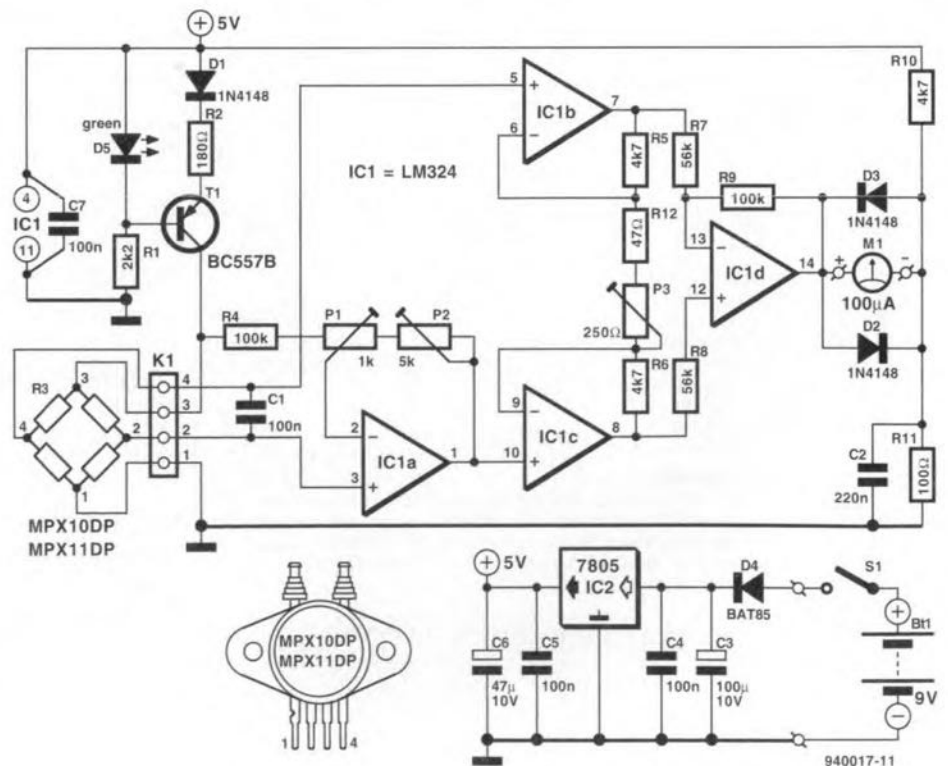 5V
D1
1N4148
R2
180Ω
green
D5
T1
BC557B
R1
2k2
4
IC1
11
C7
100n
IC1 = LM324
5
+
6
−
IC1b
7
R5
4k7
R7
56k
R12
47Ω
P3
250Ω
R6
4k7
R8
56k
R9
100k
13
−
12
+
IC1d
14
R10
4k7
D3
1N4148
M1
+
−
100µA
D2
1N4148
C2
220n
R11
100Ω
R4
100k
P1
1k
P2
5k
2
−
3
+
IC1a
1
9
−
10
+
IC1c
8
K1
4
3
2
1
C1
100n
R3
3
4
2
1
MPX10DP
MPX11DP
MPX10DP
MPX11DP
1
4
5V
7805
IC2
D4
BAT85
S1
+
Bt1
9V
−
C6
47µ
10V
C5
100n
C4
100n
C3
100µ
10V
940017-11